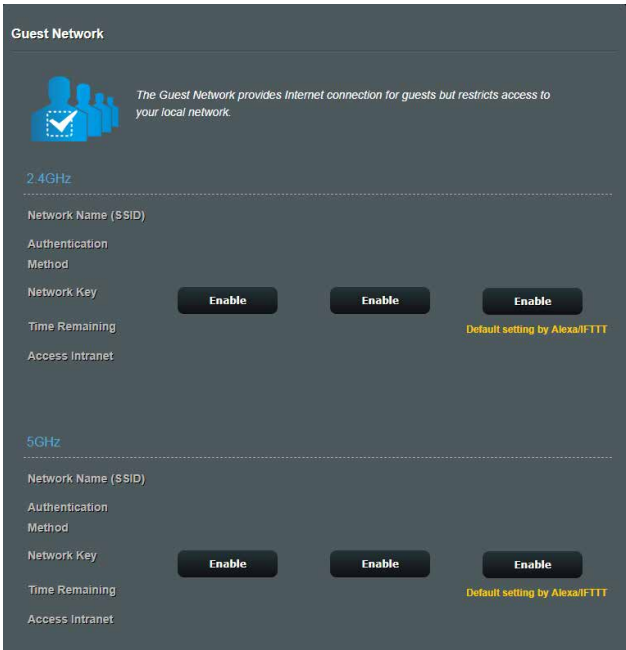 Guest Network
The Guest Network provides Internet connection for guests but restricts access to
your local network.
2.4GHz
Network Name (SSID)
Authentication
Method
Network Key
Enable Enable Enable
Time Remaining
Default setting by Alexa/IFTTT
Access Intranet
5GHz
Network Name (SSID)
Authentication
Method
Network Key
Enable Enable Enable
Time Remaining
Default setting by Alexa/IFTTT
Access Intranet